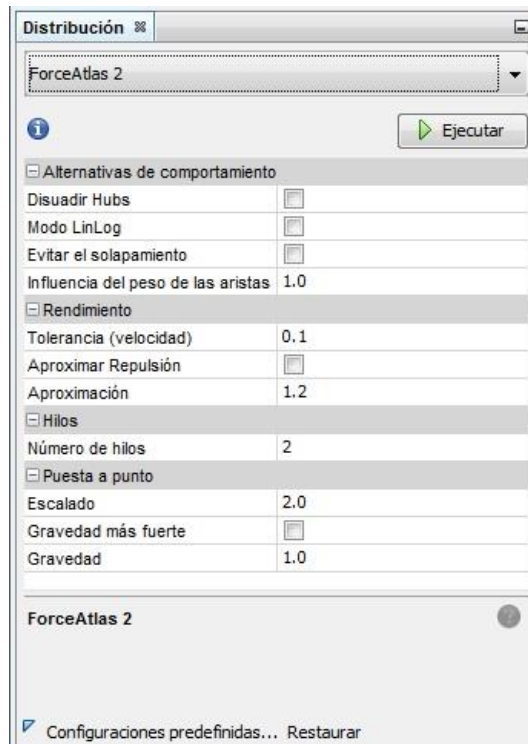 Distribución
ForceAtlas 2
Ejecutar
Alternativas de comportamiento
Disuadir Hubs
Modo LinLog
Evitar el solapamiento
Influencia del peso de las aristas 1.0
Rendimiento
Tolerancia (velocidad) 0.1
Aproximar Repulsión
Aproximación 1.2
Hilos
Número de hilos 2
Puesta a punto
Escalado 2.0
Gravedad más fuerte
Gravedad 1.0
ForceAtlas 2
Configuraciones predefinidas... Restaurar